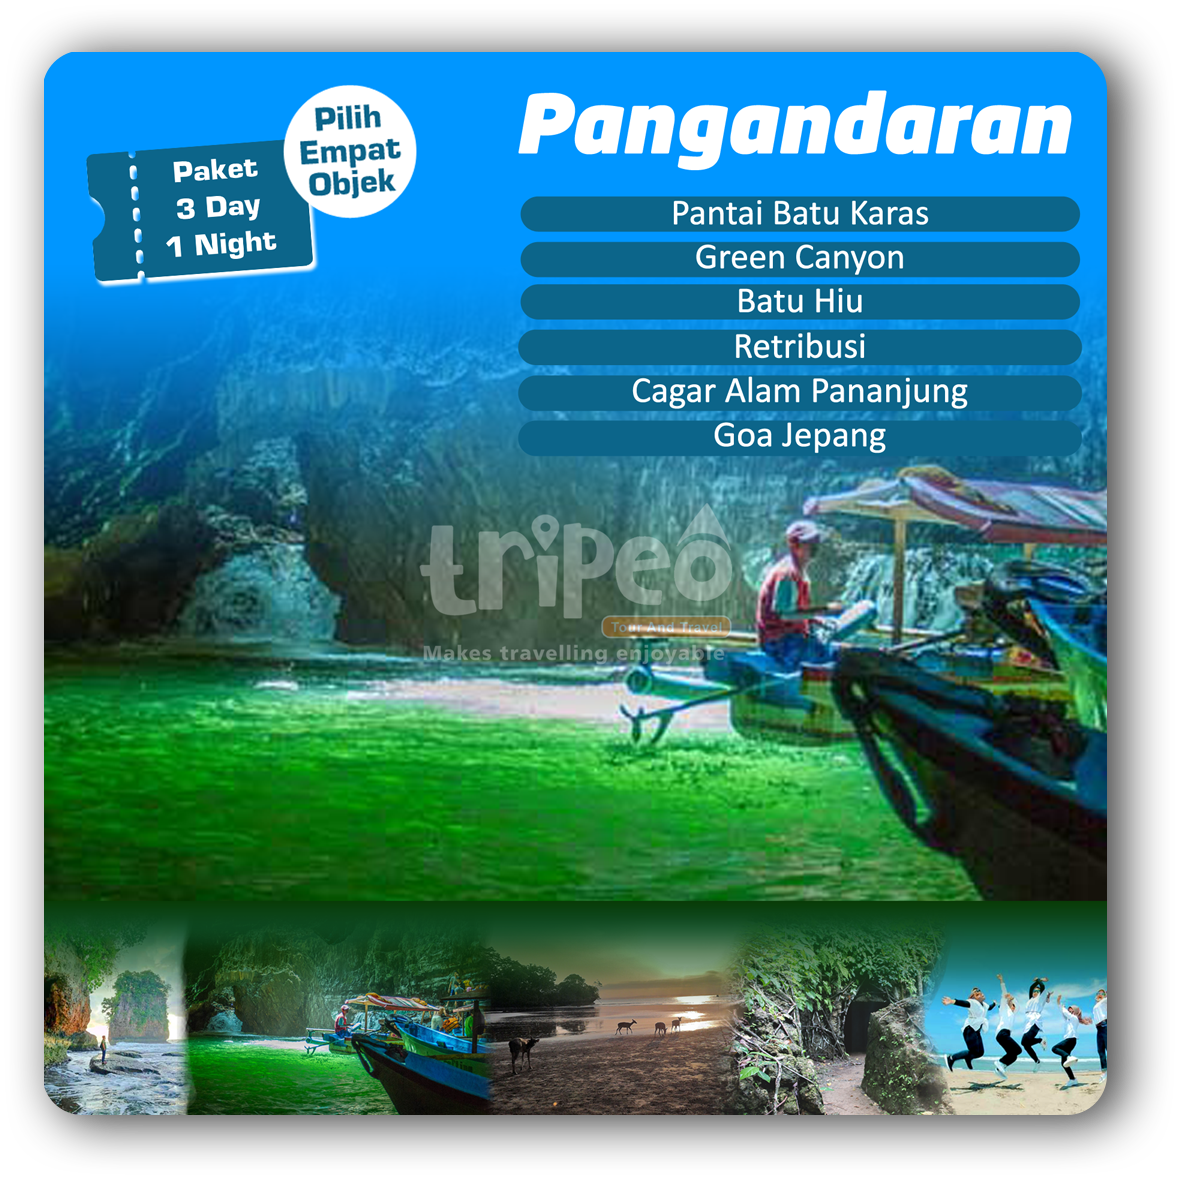 Pilih
Empat
Objek
Paket
3 Day
1 Night
Pangandaran
Pantai Batu Karas
Green Canyon
Batu Hiu
Retribusi
Cagar Alam Pananjung
Goa Jepang
tripeo
Tour And Travel
Makes travelling enjoyable